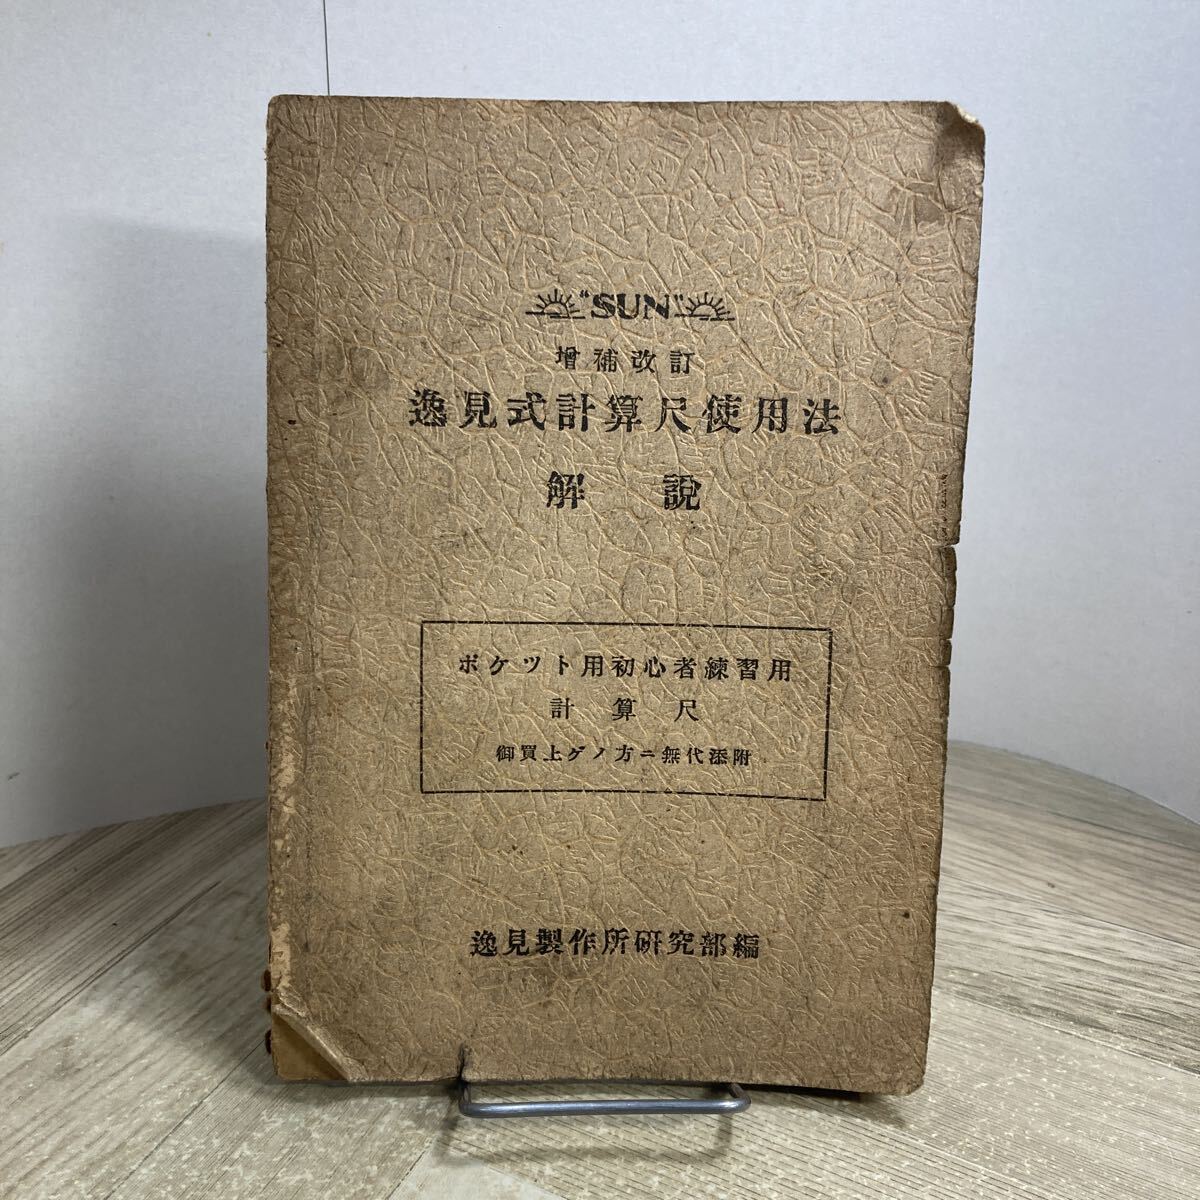 "SUN"
增補改訂
逸見式計算尺使用法
解說
ポケット用初心者練習用
計算尺
御買上ゲノ方ニ無代添附
逸見製作所研究部編